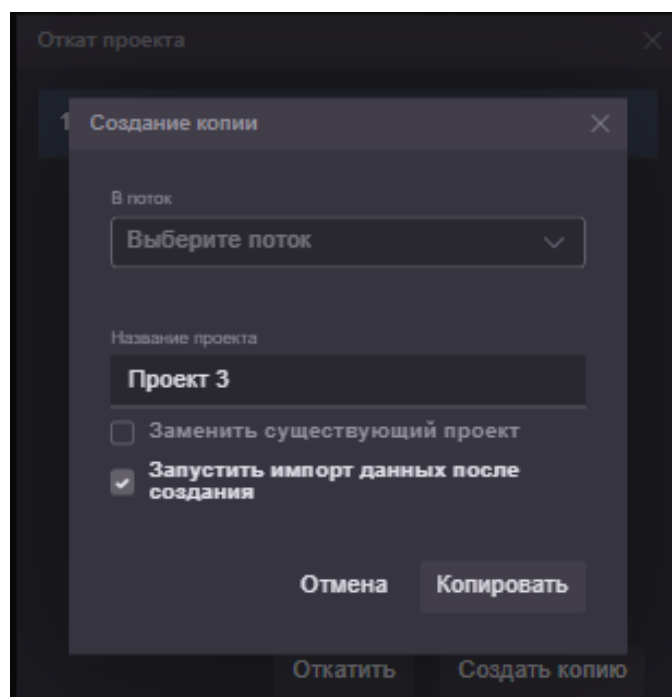 Откат проекта
1
Создание копии
В поток
Выберите поток
Название проекта
Проект 3
Заменить существующий проект
Запустить импорт данных после
создания
Отмена
Копировать
Откатить
Создать копию